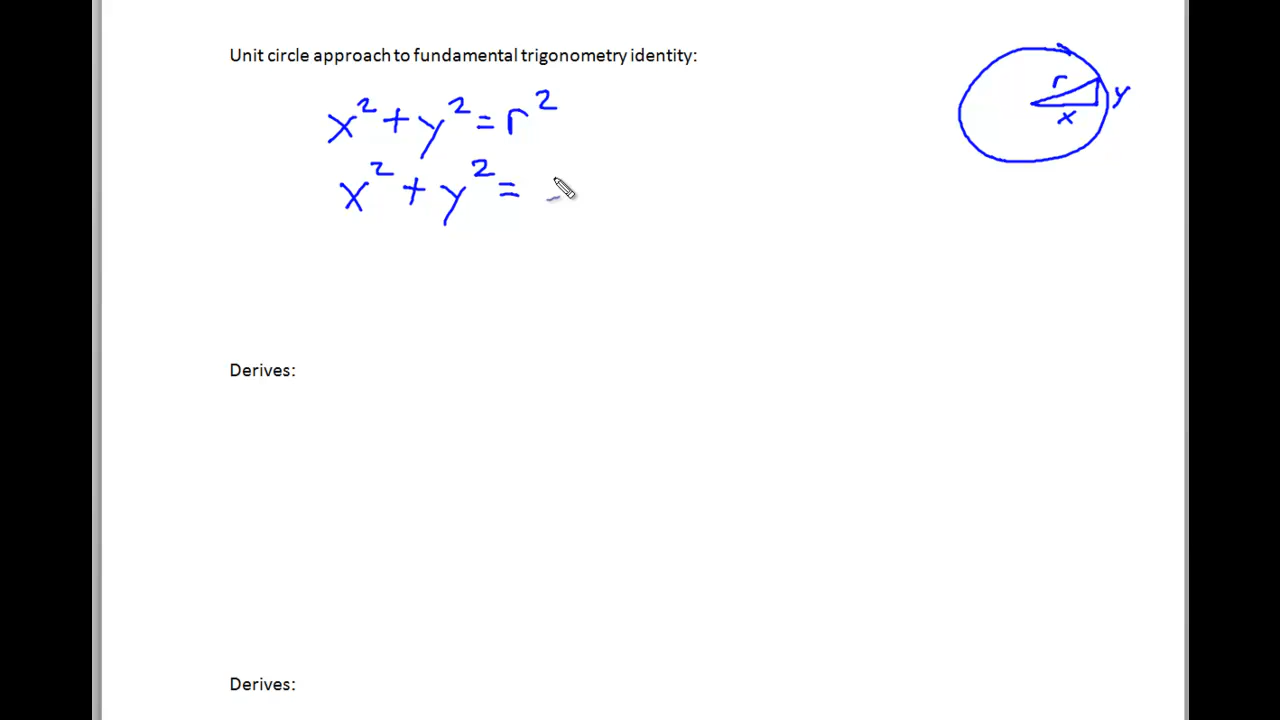 Unit circle approach to fundamental trigonometry identity:
x² + y² = r²
x² + y² =
r
y
x
Derives:
Derives: